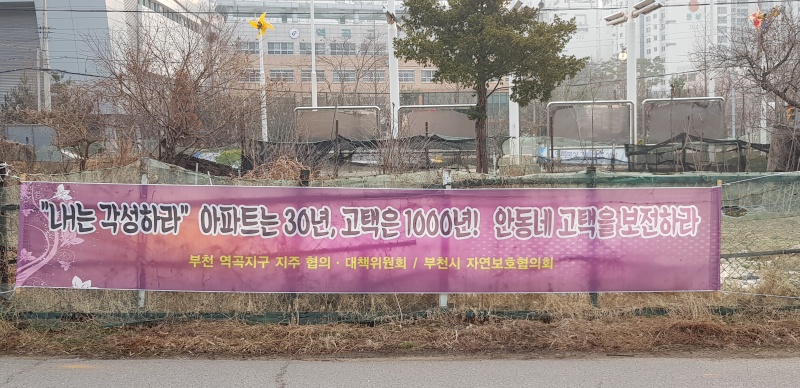 "LH는 각성하라" 아파트는 30년, 고택은 1000년! 안동네 고택을 보전하라
부천 역곡지구 지주 협의 · 대책위원회 / 부천시 자연보호협의회